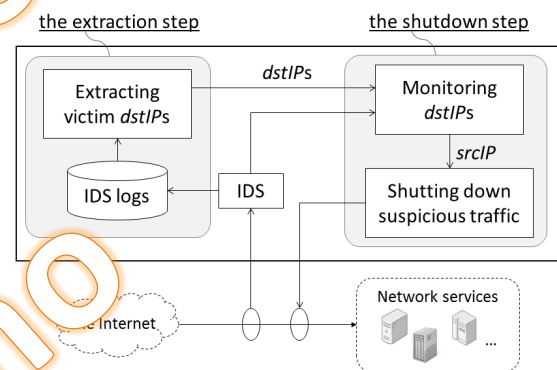 the extraction step
the shutdown step
Extracting
victim dstIPs
dstIPs
Monitoring
dstIPs
srcIP
IDS logs
IDS
Shutting down
suspicious traffic
Internet
Network services
...